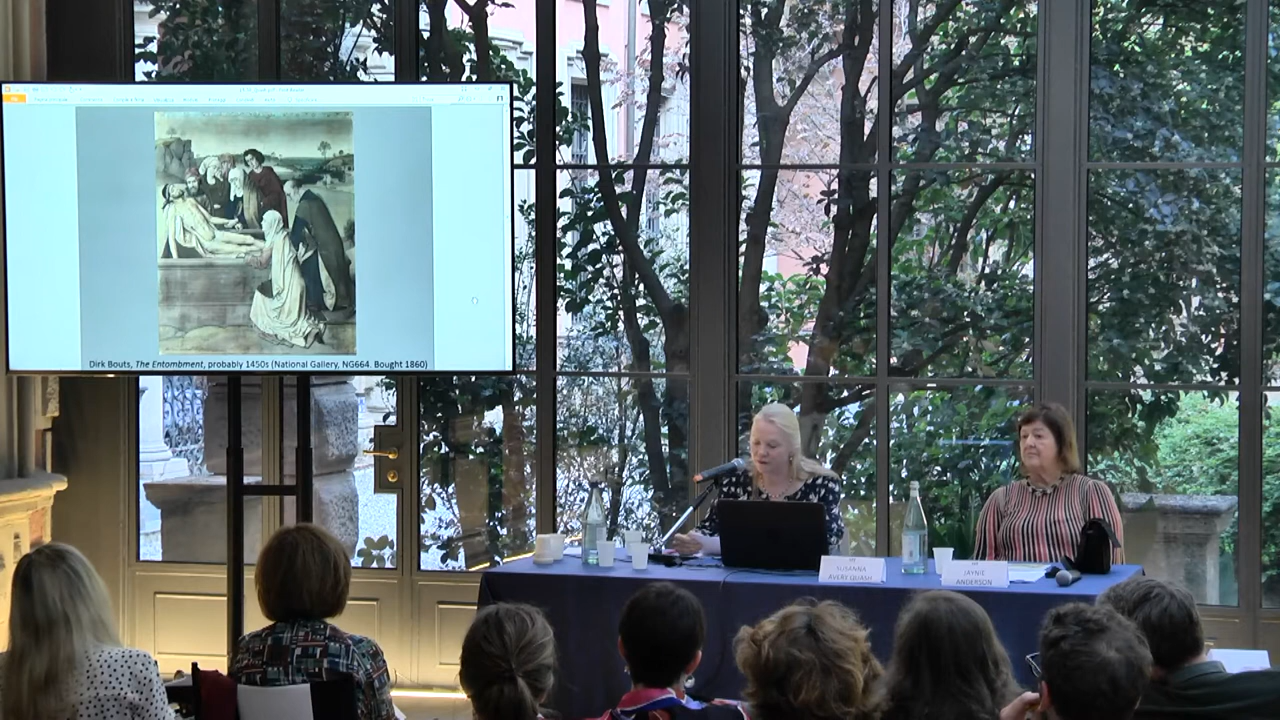 Dirk Bouts, The Entombment, probably 1450s (National Gallery, NG664. Bought 1860)
SUSANNA
AVERY-QUASH
JAYNIE
ANDERSON